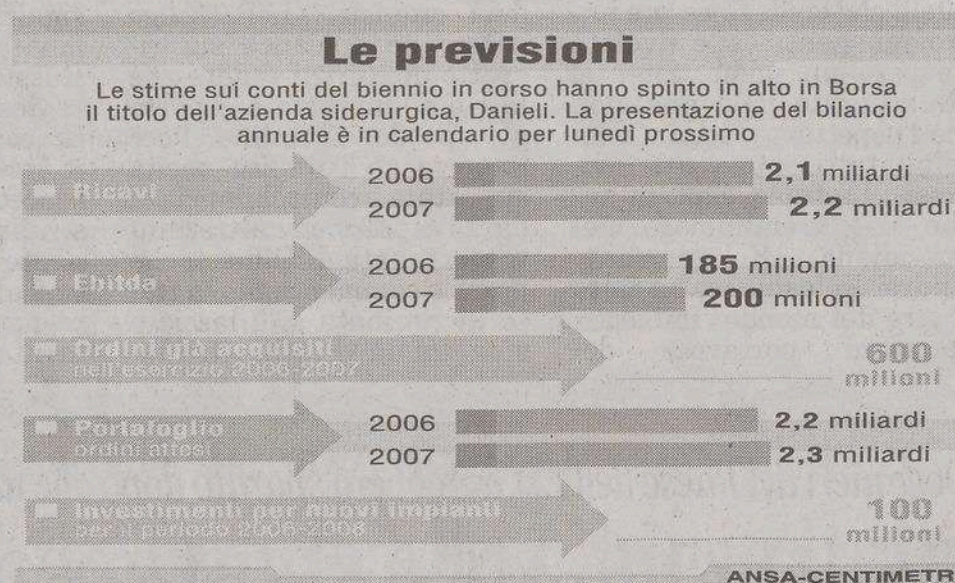 Le previsioni
Le stime sui conti del biennio in corso hanno spinto in alto in Borsa
il titolo dell'azienda siderurgica, Danieli. La presentazione del bilancio
annuale è in calendario per lunedì prossimo
Ricavi
2006 2,1 miliardi
2007 2,2 miliardi
Ebitda
2006 185 milioni
2007 200 milioni
Ordini già acquisiti
nell'esercizio 2006-2007
600
milioni
Portafoglio
ordini attesi
2006 2,2 miliardi
2007 2,3 miliardi
Investimenti per nuovi impianti
per il periodo 2006-2008
100
milioni
ANSA-CENTIMETR